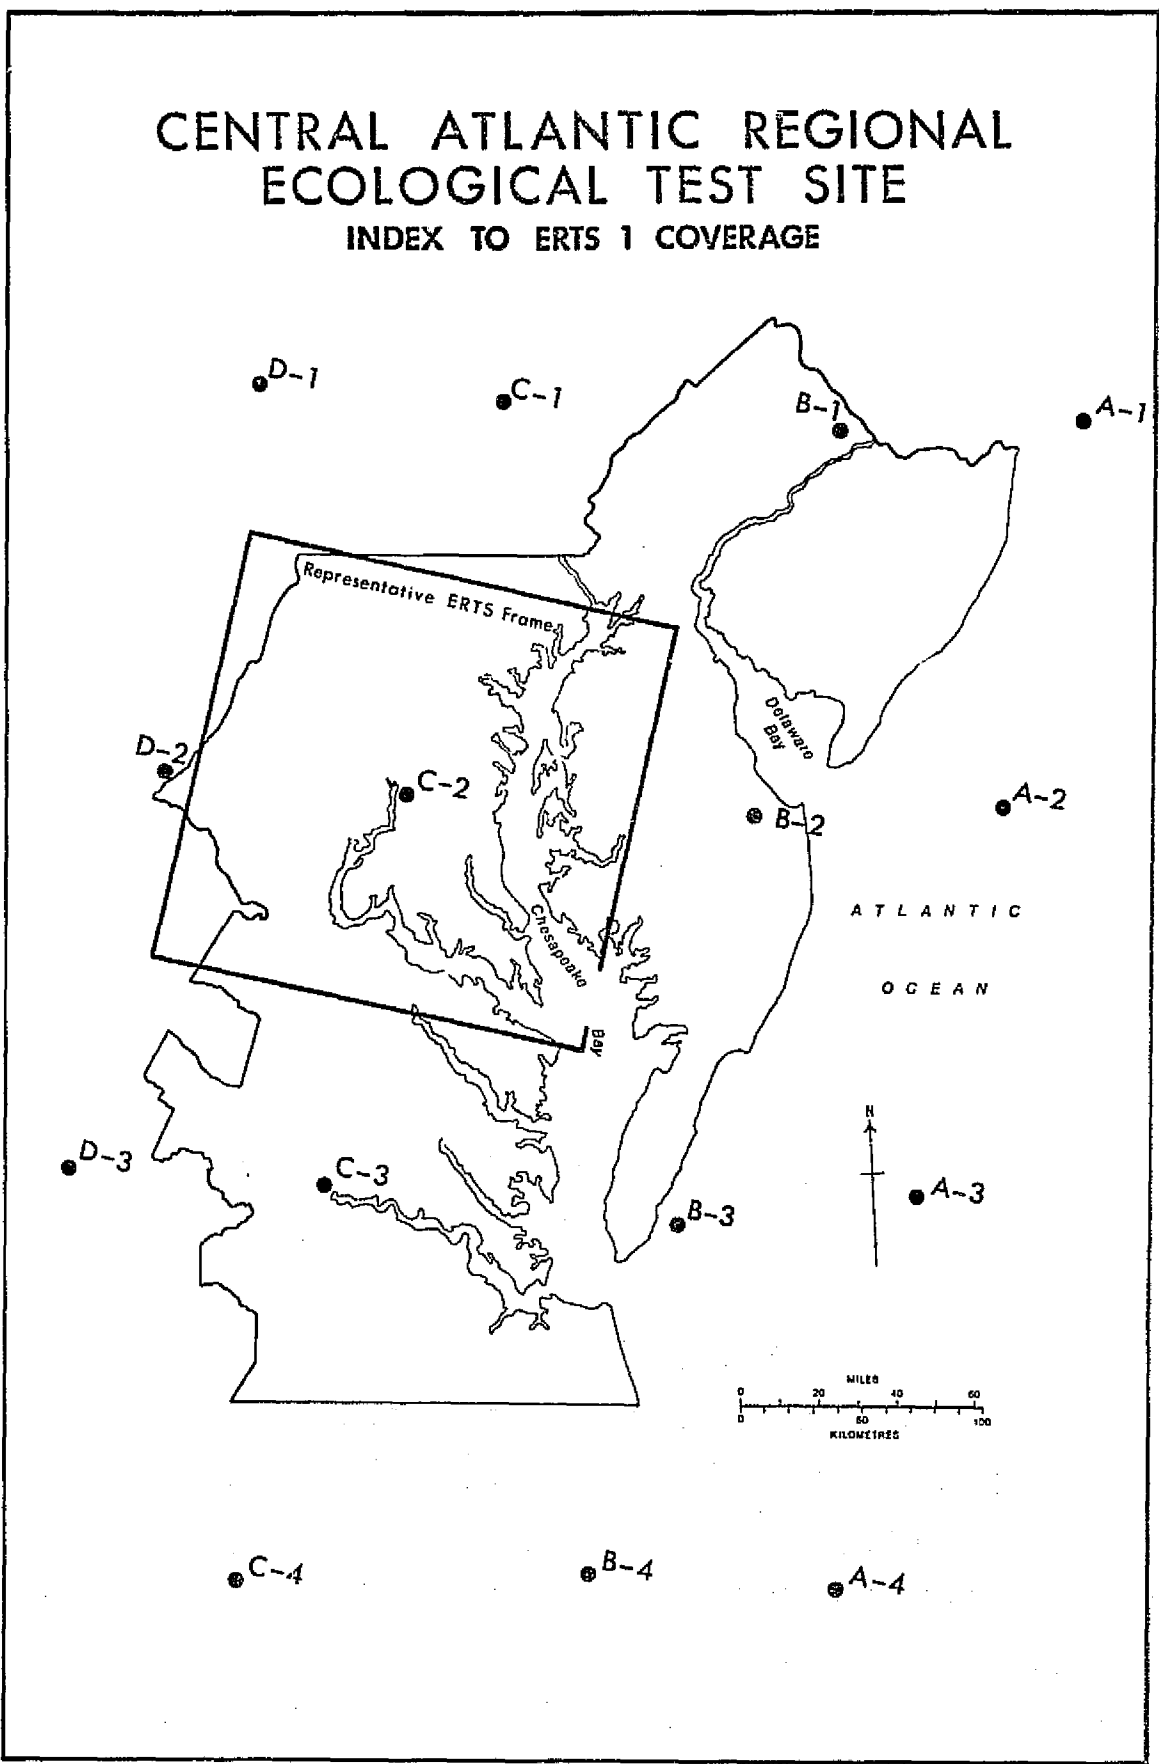 CENTRAL ATLANTIC REGIONAL
ECOLOGICAL TEST SITE
INDEX TO ERTS 1 COVERAGE
D-1
C-1
B-1
A-1
Representative ERTS Frame
Delaware
Bay
D-2
C-2
B-2
A-2
ATLANTIC
OCEAN
Chesapeake
Bay
N
D-3
C-3
B-3
A-3
MILES
0 20 40 60
0 50 100
KILOMETRES
C-4
B-4
A-4